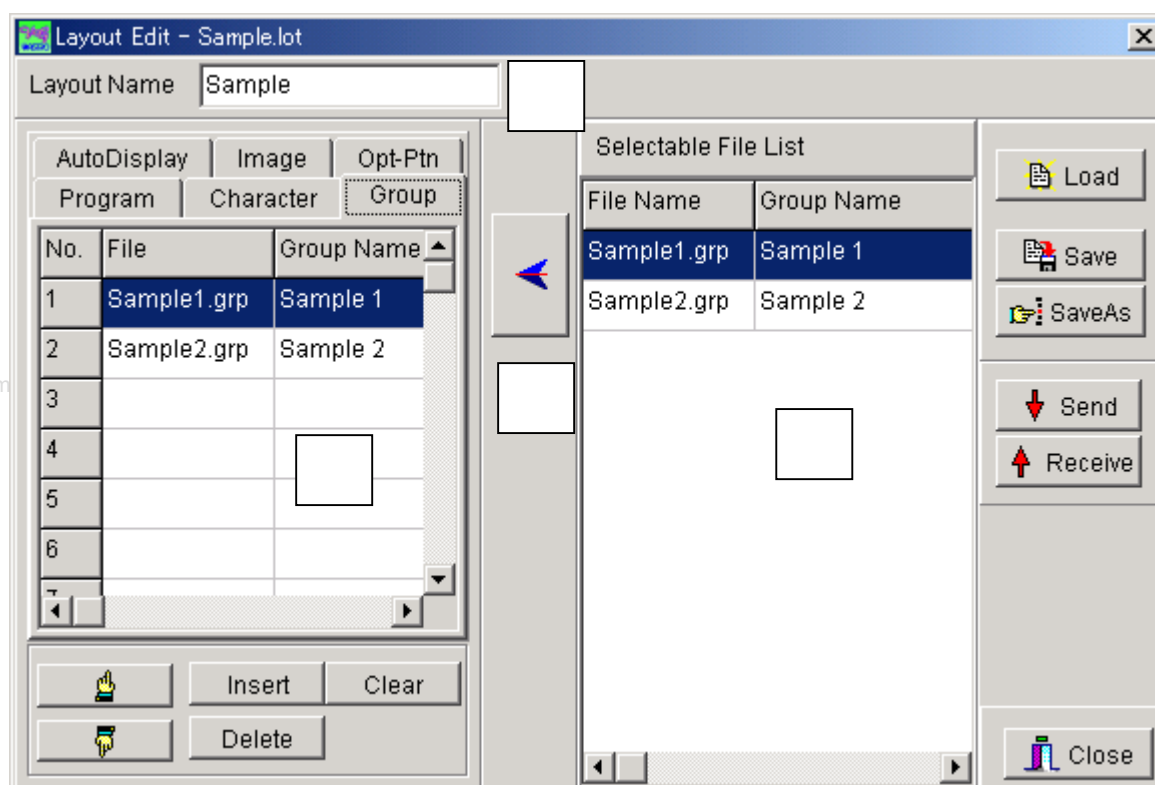 Layout Edit - Sample.lot
Layout Name Sample
AutoDisplay Image Opt-Ptn
Program Character Group
No. File Group Name
1 Sample1.grp Sample 1
2 Sample2.grp Sample 2
3
4
5
6
Insert Clear
Delete
Selectable File List
File Name Group Name
Sample1.grp Sample 1
Sample2.grp Sample 2
Load
Save
SaveAs
Send
Receive
Close